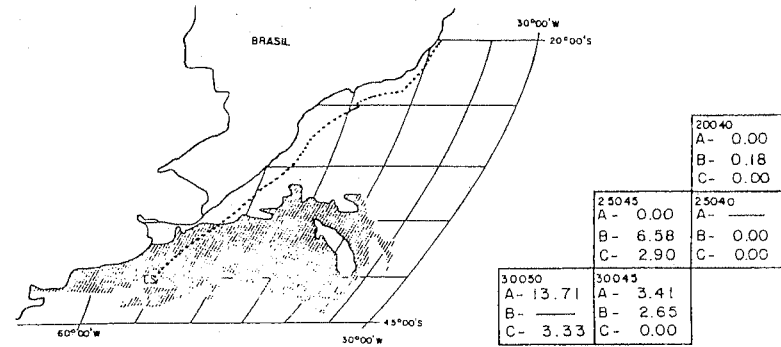 30°00'W
BRASIL
20°00'S
20040
A- 0.00
B- 0.18
C- 0.00
25045
A- 0.00
B- 6.58
C- 2.90
25040
A- —
B- 0.00
C- 0.00
30050
A- 13.71
B- —
C- 3.33
30045
A- 3.41
B- 2.65
C- 0.00
45°00'S
60°00'W
30°00'W